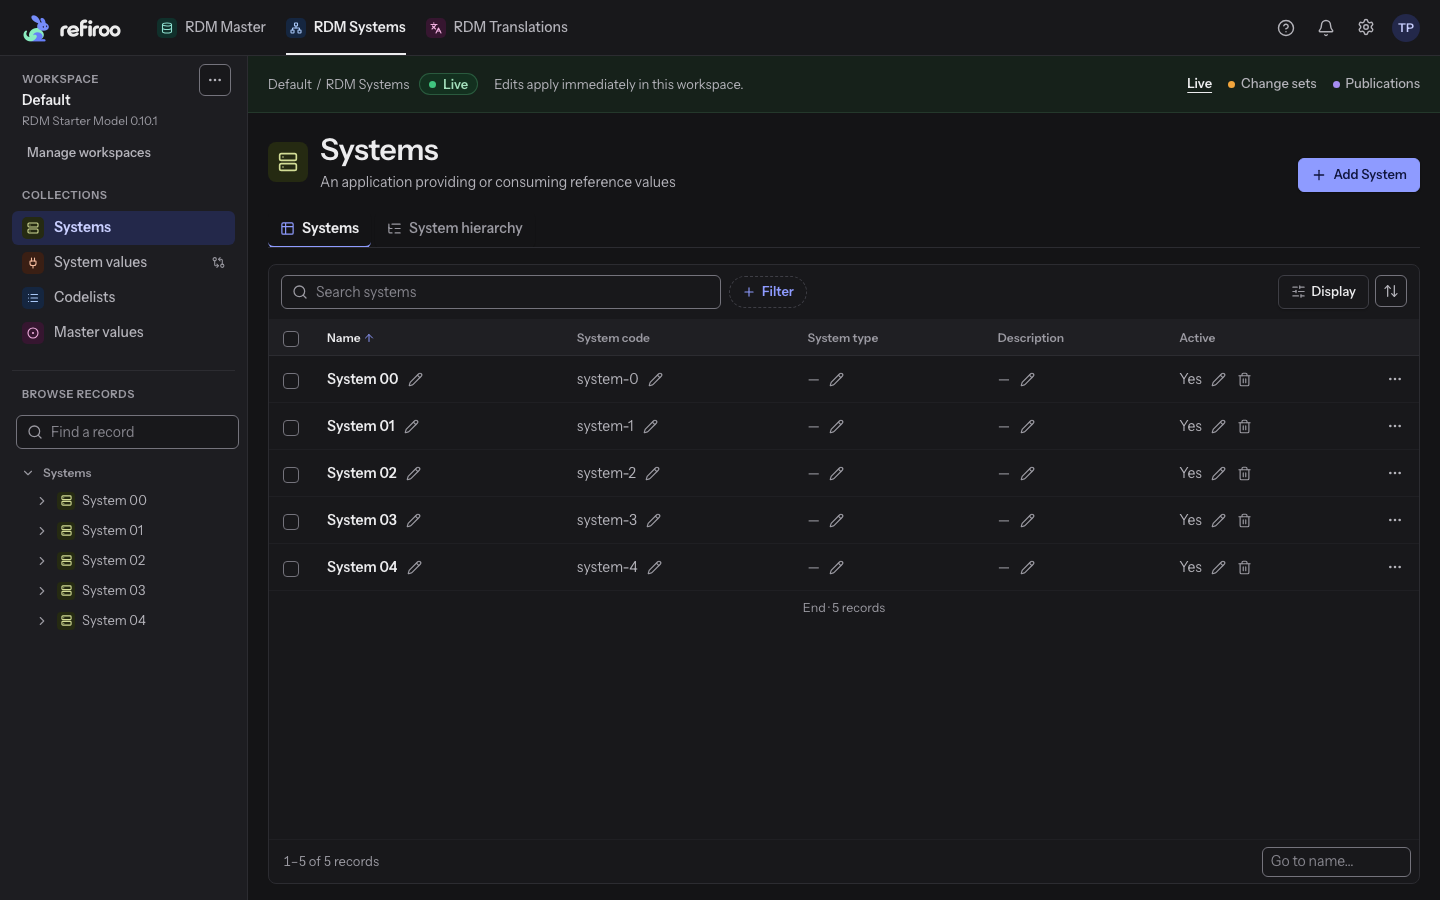 refiroo
RDM Master
RDM Systems
RDM Translations
TP
WORKSPACE
Default
RDM Starter Model 0.10.1
Manage workspaces
COLLECTIONS
Systems
System values
Codelists
Master values
BROWSE RECORDS
Find a record
Systems
System 00
System 01
System 02
System 03
System 04
Default / RDM Systems Live Edits apply immediately in this workspace.
Live Change sets Publications
Systems
An application providing or consuming reference values
Add System
Systems System hierarchy
Search systems Filter Display
Name System code System type Description Active
System 00 system-0 — — Yes
System 01 system-1 — — Yes
System 02 system-2 — — Yes
System 03 system-3 — — Yes
System 04 system-4 — — Yes
End · 5 records
1–5 of 5 records
Go to name...